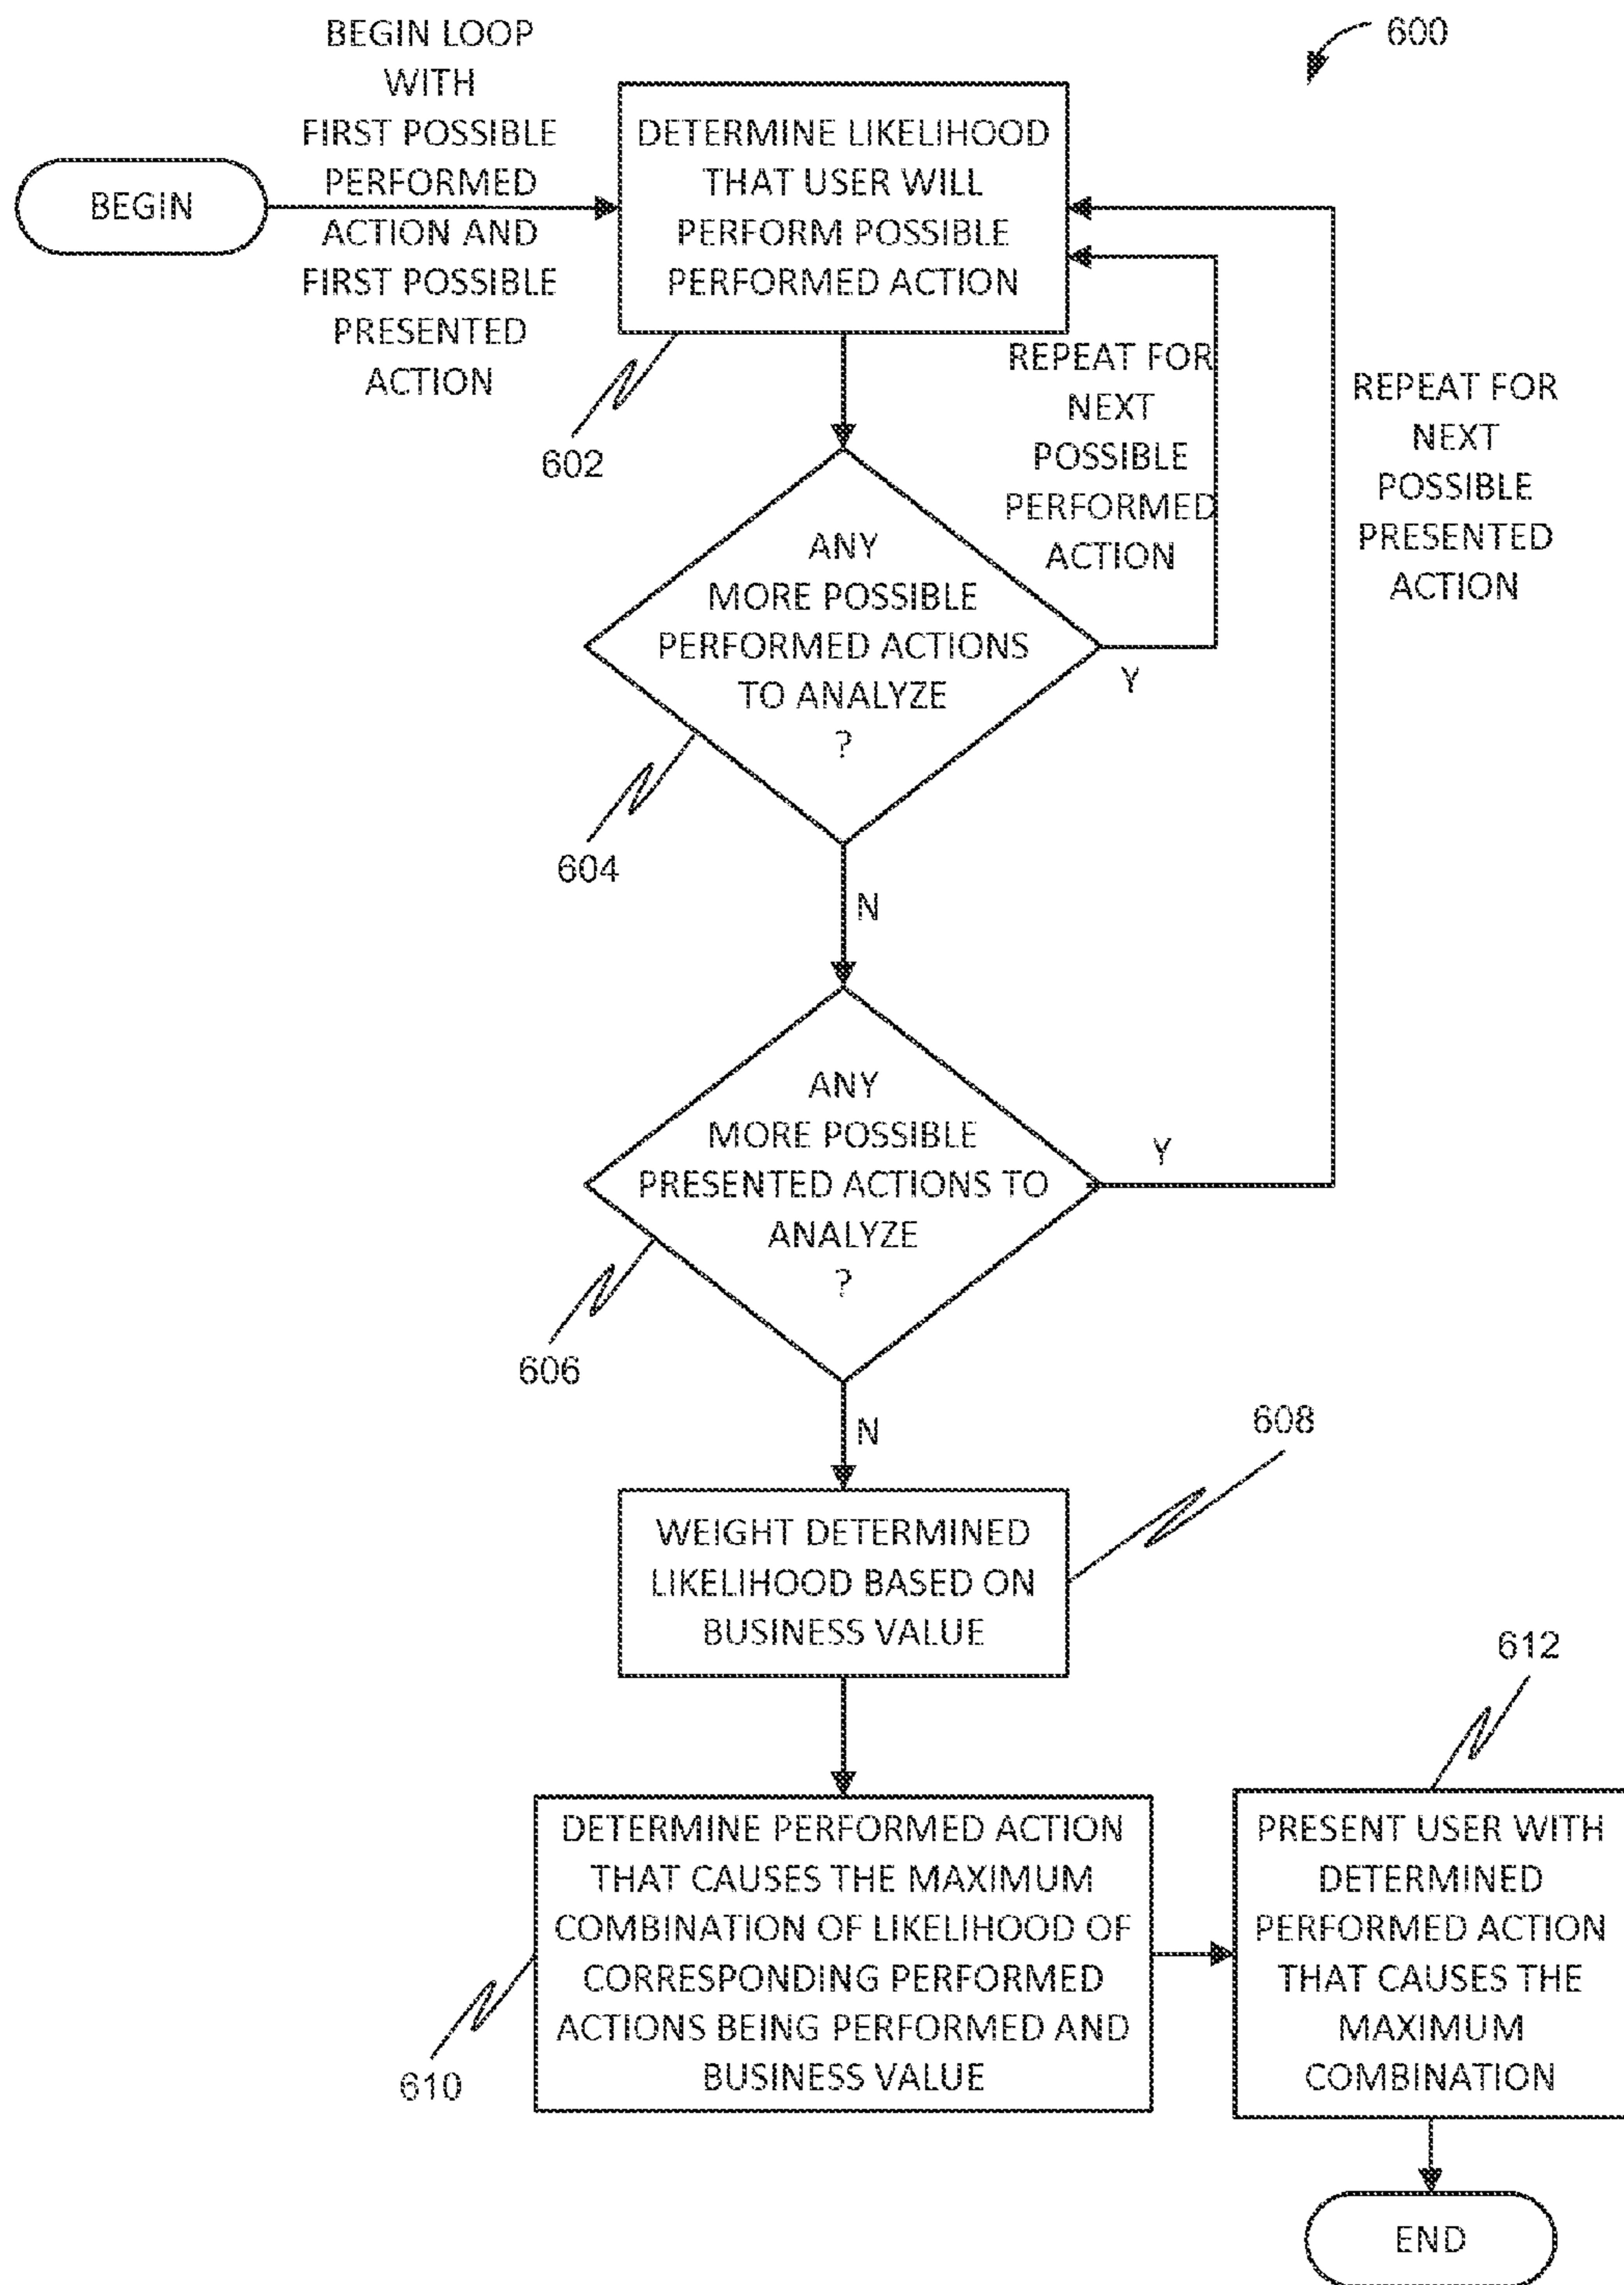 600
BEGIN LOOP
WITH
FIRST POSSIBLE
PERFORMED
ACTION AND
FIRST POSSIBLE
PRESENTED
ACTION
BEGIN
DETERMINE LIKELIHOOD
THAT USER WILL
PERFORM POSSIBLE
PERFORMED ACTION
602
REPEAT FOR
NEXT
POSSIBLE
PERFORMED
ACTION
REPEAT FOR
NEXT
POSSIBLE
PRESENTED
ACTION
ANY
MORE POSSIBLE
PERFORMED ACTIONS
TO ANALYZE
?
Y
604
N
ANY
MORE POSSIBLE
PRESENTED ACTIONS TO
ANALYZE
?
Y
606
N
608
WEIGHT DETERMINED
LIKELIHOOD BASED ON
BUSINESS VALUE
612
DETERMINE PERFORMED ACTION
THAT CAUSES THE MAXIMUM
COMBINATION OF LIKELIHOOD OF
CORRESPONDING PERFORMED
ACTIONS BEING PERFORMED AND
BUSINESS VALUE
610
PRESENT USER WITH
DETERMINED
PERFORMED ACTION
THAT CAUSES THE
MAXIMUM
COMBINATION
END